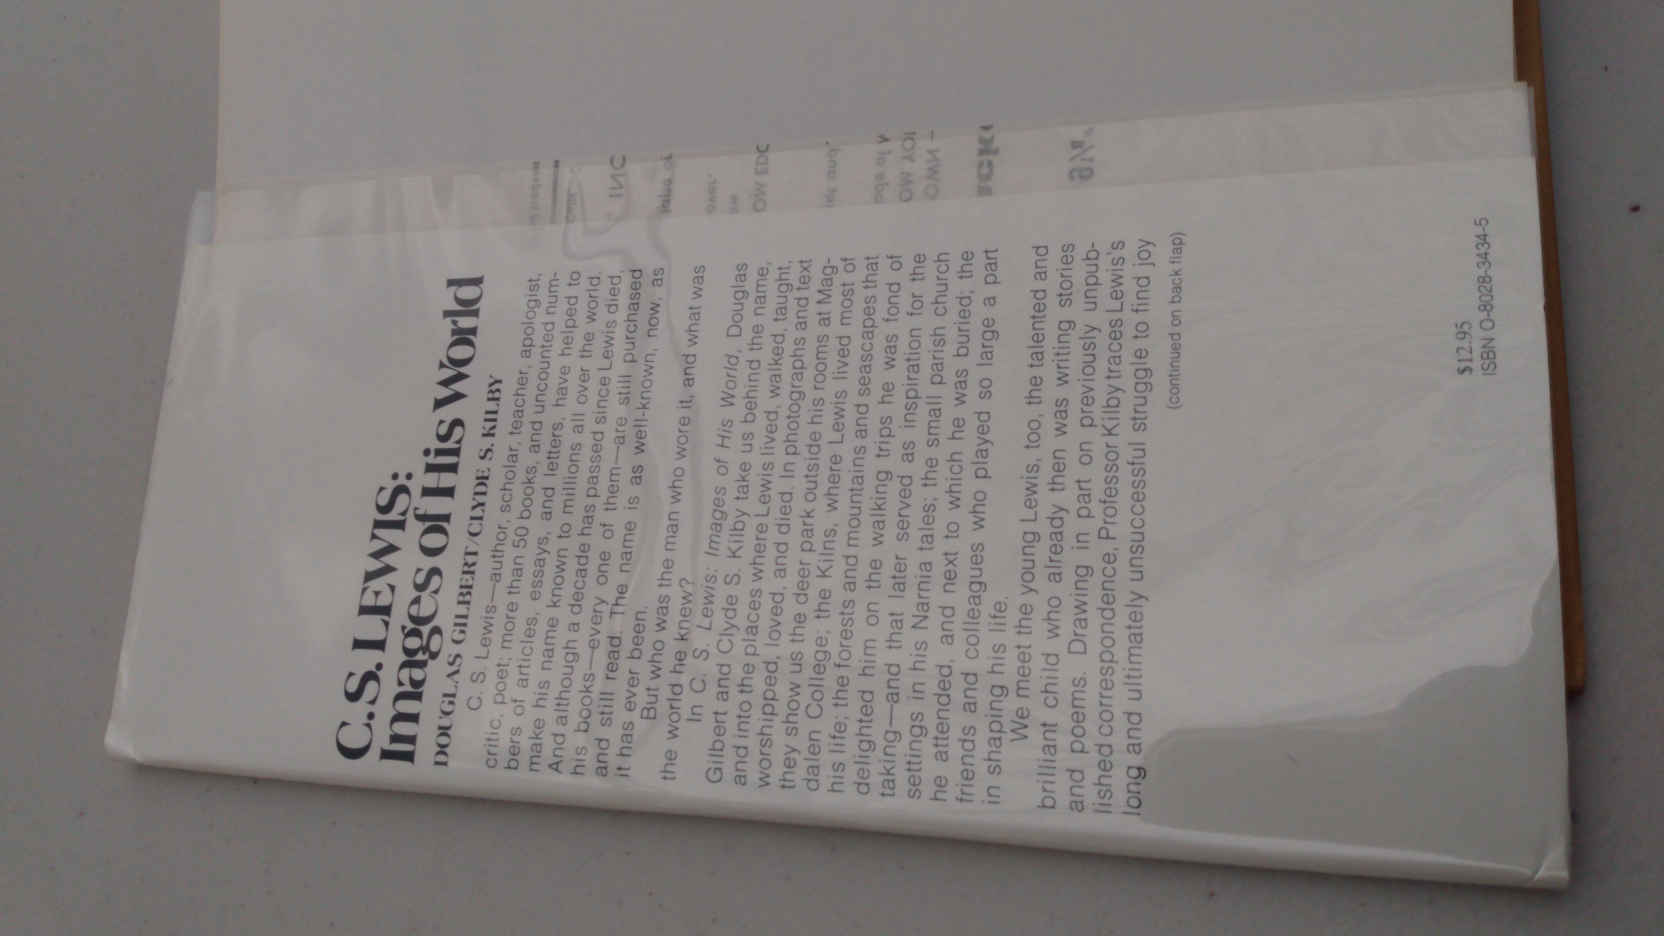 C.S. LEWIS:
Images of His World
DOUGLAS GILBERT/CLYDE S. KILBY
C. S. Lewis—author, scholar, teacher, apologist,
critic, poet; more than 50 books, and uncounted num-
bers of articles, essays, and letters, have helped to
make his name known to millions all over the world.
And although a decade has passed since Lewis died,
his books—every one of them—are still purchased
and still read. The name is as well-known, now, as
it has ever been.
But who was the man who wore it, and what was
the world he knew?
In C. S. Lewis: Images of His World, Douglas
Gilbert and Clyde S. Kilby take us behind the name,
and into the places where Lewis lived, walked, taught,
worshipped, loved, and died. In photographs and text
they show us the deer park outside his rooms at Mag-
dalen College; the Kilns, where Lewis lived most of
his life; the forests and mountains and seascapes that
delighted him on the walking trips he was fond of
taking—and that later served as inspiration for the
settings in his Narnia tales; the small parish church
he attended, and next to which he was buried; the
friends and colleagues who played so large a part
in shaping his life.
We meet the young Lewis, too, the talented and
brilliant child who already then was writing stories
and poems. Drawing in part on previously unpub-
lished correspondence, Professor Kilby traces Lewis's
long and ultimately unsuccessful struggle to find Joy
(continued on back flap)
$12.95
ISBN 0-8028-3434-5